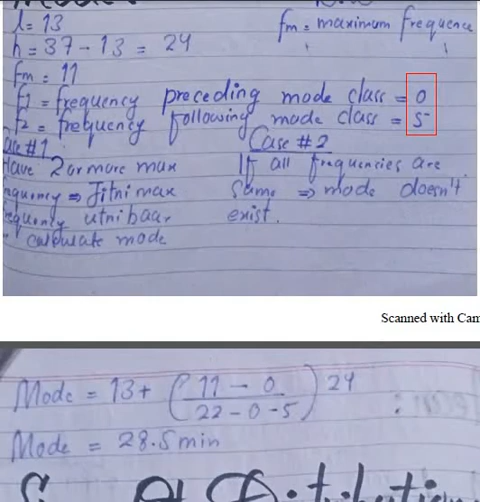 l = 13
fm = maximum frequence
h = 37 - 13 = 24
fm = 11
f1 = frequency preceding mode class = 0
f2 = frequency following mode class = 5
Case #1
Have 2 or more max
frequency ⇒ Jitni max
frequency utni baar
calculate mode
Case #2
If all frequencies are
same ⇒ mode doesn't
exist.
Scanned with Cam
Mode = 13 + (11 - 0 / 22 - 0 - 5) 24
Mode = 28.5 min